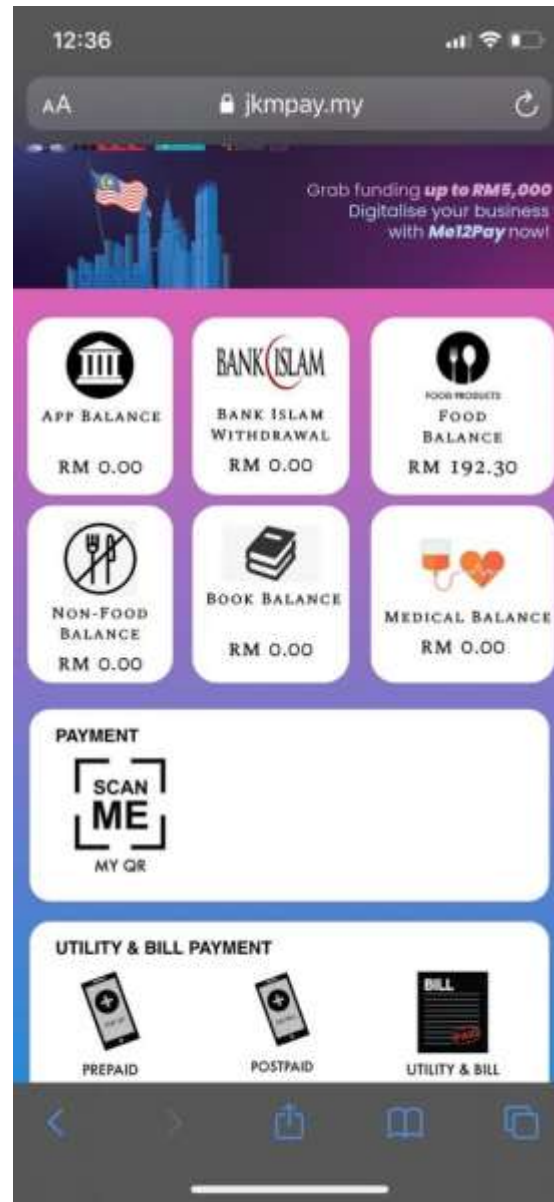 12:36
AA
jkmpay.my
Grab funding up to RM5,000
Digitalise your business
with Me12Pay now!
APP BALANCE
RM 0.00
BANK ISLAM
BANK ISLAM
WITHDRAWAL
RM 0.00
FOOD PRODUCTS
FOOD
BALANCE
RM 192.30
NON-FOOD
BALANCE
RM 0.00
BOOK BALANCE
RM 0.00
MEDICAL BALANCE
RM 0.00
PAYMENT
SCAN
ME
MY QR
UTILITY & BILL PAYMENT
PREPAID
POSTPAID
BILL
PAID
UTILITY & BILL